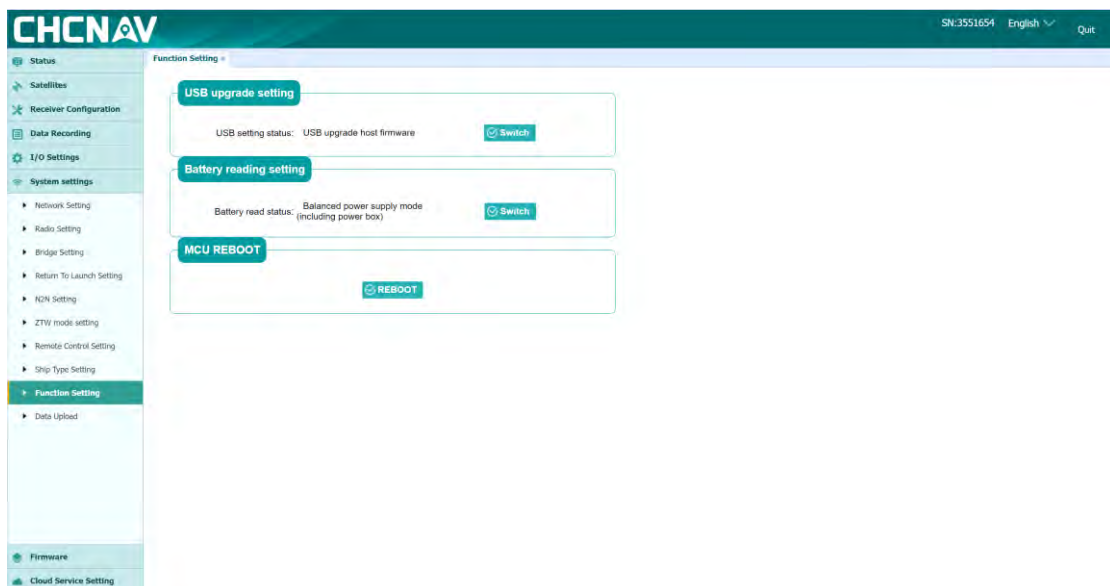 CHCNAV
SN:3551654 English Quit
Status
Satellites
Receiver Configuration
Data Recording
I/O Settings
System settings
Network Setting
Radio Setting
Bridge Setting
Return To Launch Setting
N2N Setting
ZTW mode setting
Remote Control Setting
Ship Type Setting
Function Setting
Data Upload
Firmware
Cloud Service Setting
Function Setting ×
USB upgrade setting
USB setting status: USB upgrade host firmware Switch
Battery reading setting
Battery read status: Balanced power supply mode
(including power box) Switch
MCU REBOOT
REBOOT